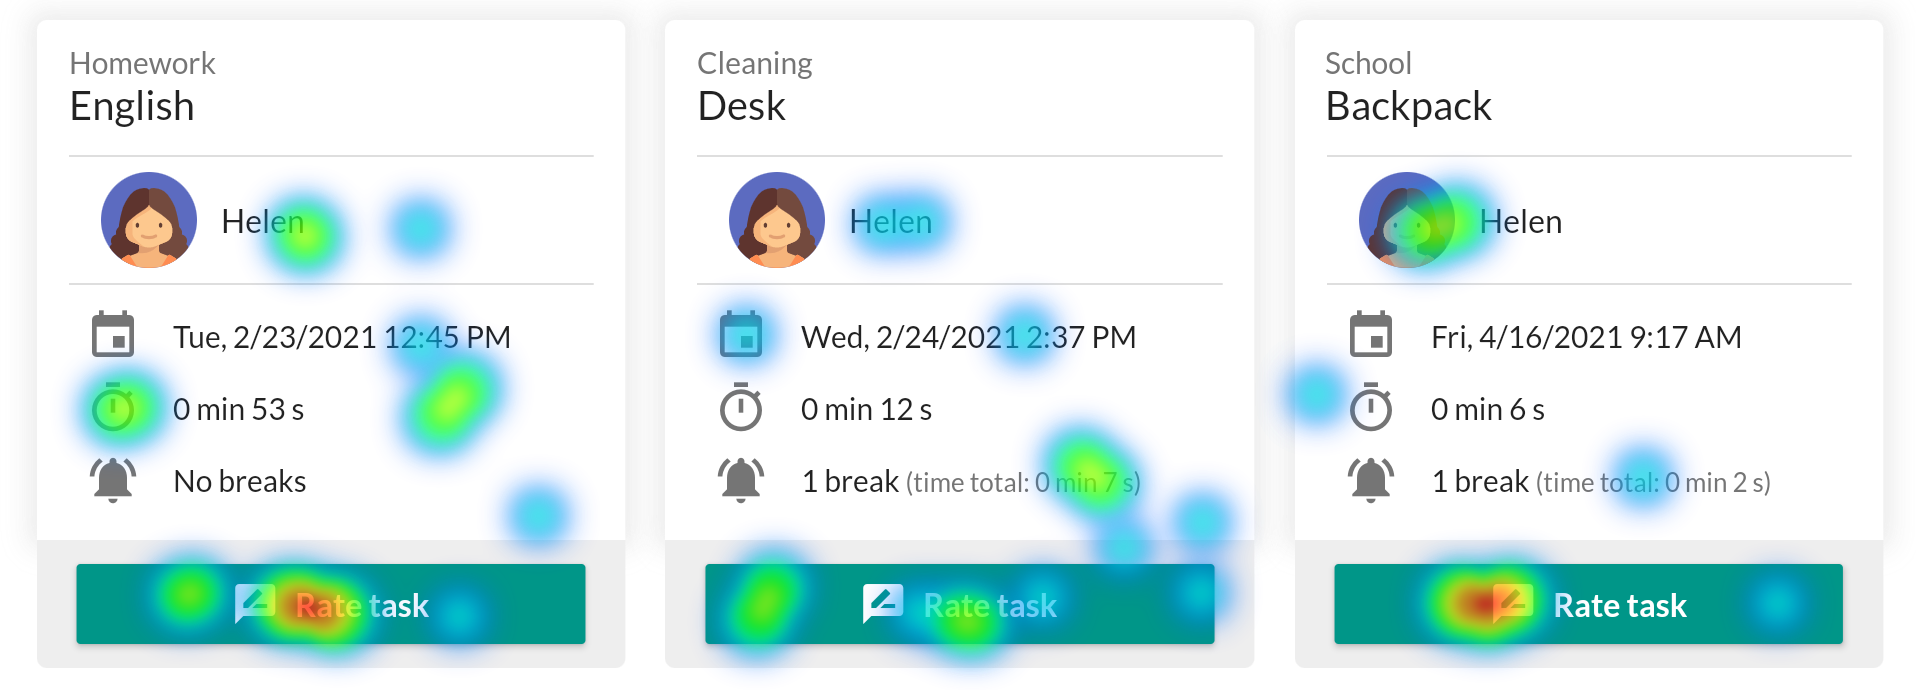 Homework
English
Helen
Tue, 2/23/2021 12:45 PM
0 min 53 s
No breaks
Rate task
Cleaning
Desk
Helen
Wed, 2/24/2021 2:37 PM
0 min 12 s
1 break (time total: 0 min 7 s)
Rate task
School
Backpack
Helen
Fri, 4/16/2021 9:17 AM
0 min 6 s
1 break (time total: 0 min 2 s)
Rate task